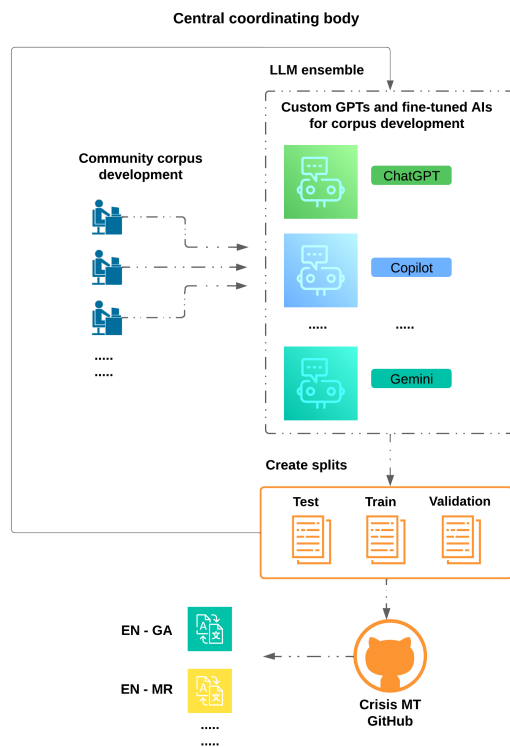 Central coordinating body
LLM ensemble
Custom GPTs and fine-tuned AIs
for corpus development
Community corpus
development
ChatGPT
Copilot
..... .....
Gemini
.....
.....
Create splits
Test Train Validation
EN - GA
EN - MR
.....
.....
Crisis MT
GitHub